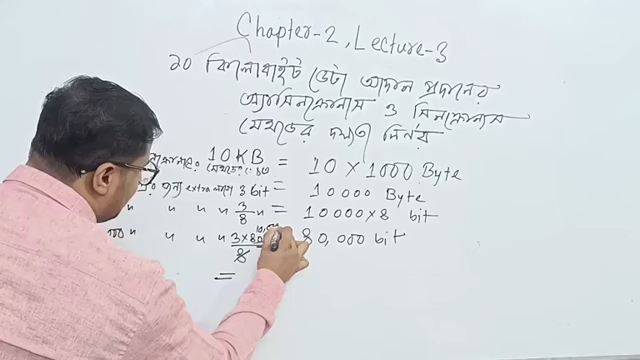 Chapter-2, Lecture-3
১০ কিলোবাইট ডেটা আদান প্রদানের
অ্যাসিনক্রোনাস ও সিনক্রোনাস
মেথডের দক্ষতা নির্ণয়
10 KB = 10 X 1000 Byte
জন্য extra লাগে 3 bit = 10000 Byte
" " " 3/8 " = 10000×8 bit
" " " 3×80 8 80,000 bit
=